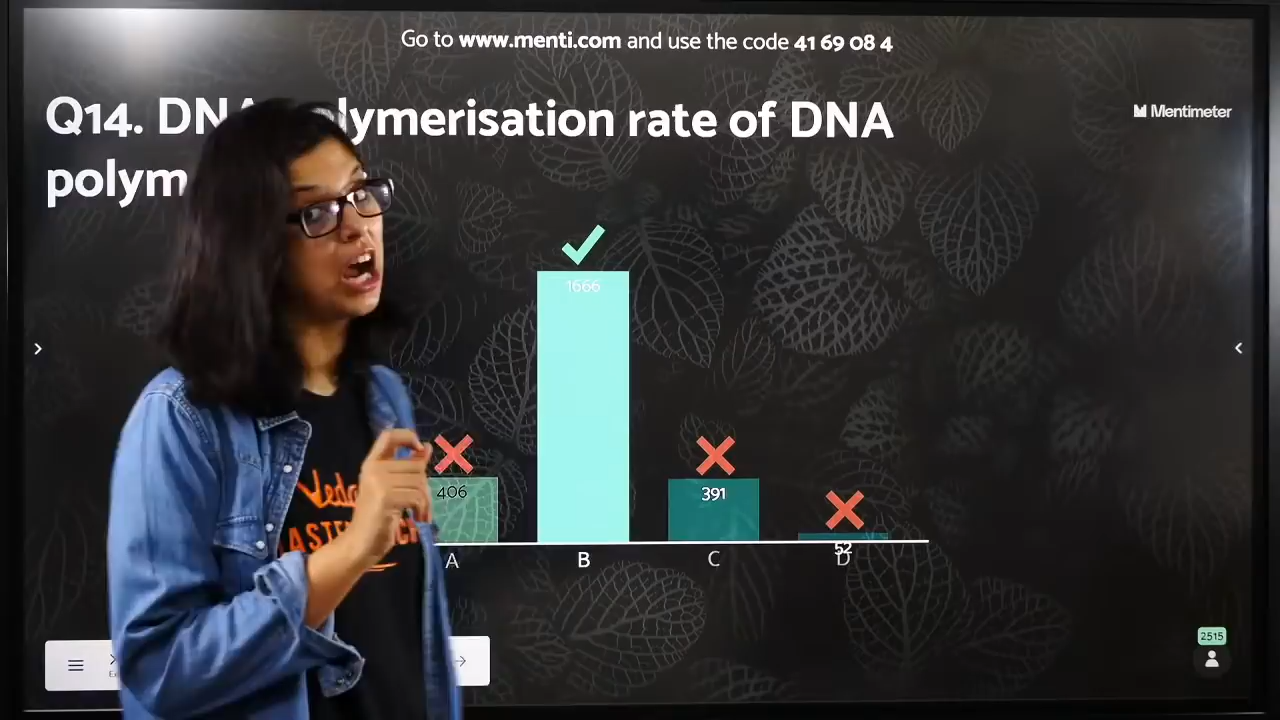 Go to www.menti.com and use the code 41 69 08 4
Q14. DN lymerisation rate of DNA
polym
Mentimeter
1666
406
391
52
A
B
C
D
2515